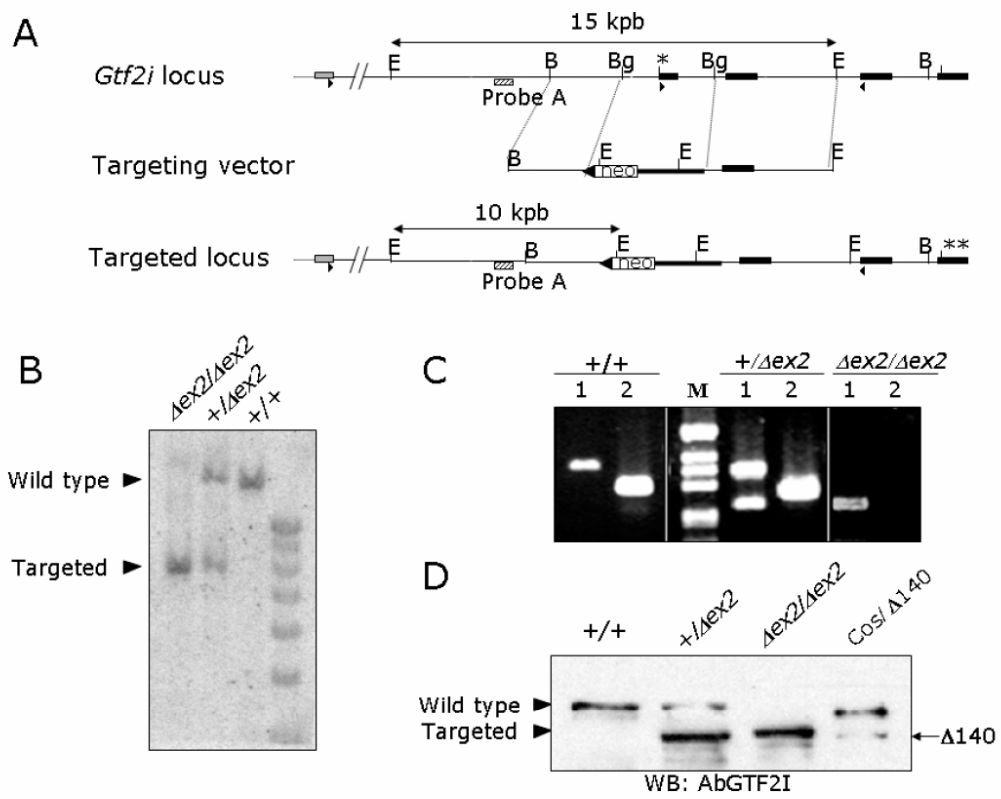 A
15 kpb
Gtf2i locus
E B Bg * Bg E B
Probe A
Targeting vector
B E neo E E
10 kpb
Targeted locus
E B E neo E E B **
Probe A
B
Δex2/Δex2 +/Δex2 +/+
Wild type
Targeted
C
+/+ +/Δex2 Δex2/Δex2
1 2 M 1 2 1 2
D
+/+ +/Δex2 Δex2/Δex2 Cos/Δ140
Wild type
Targeted
Δ140
WB: AbGTF2I